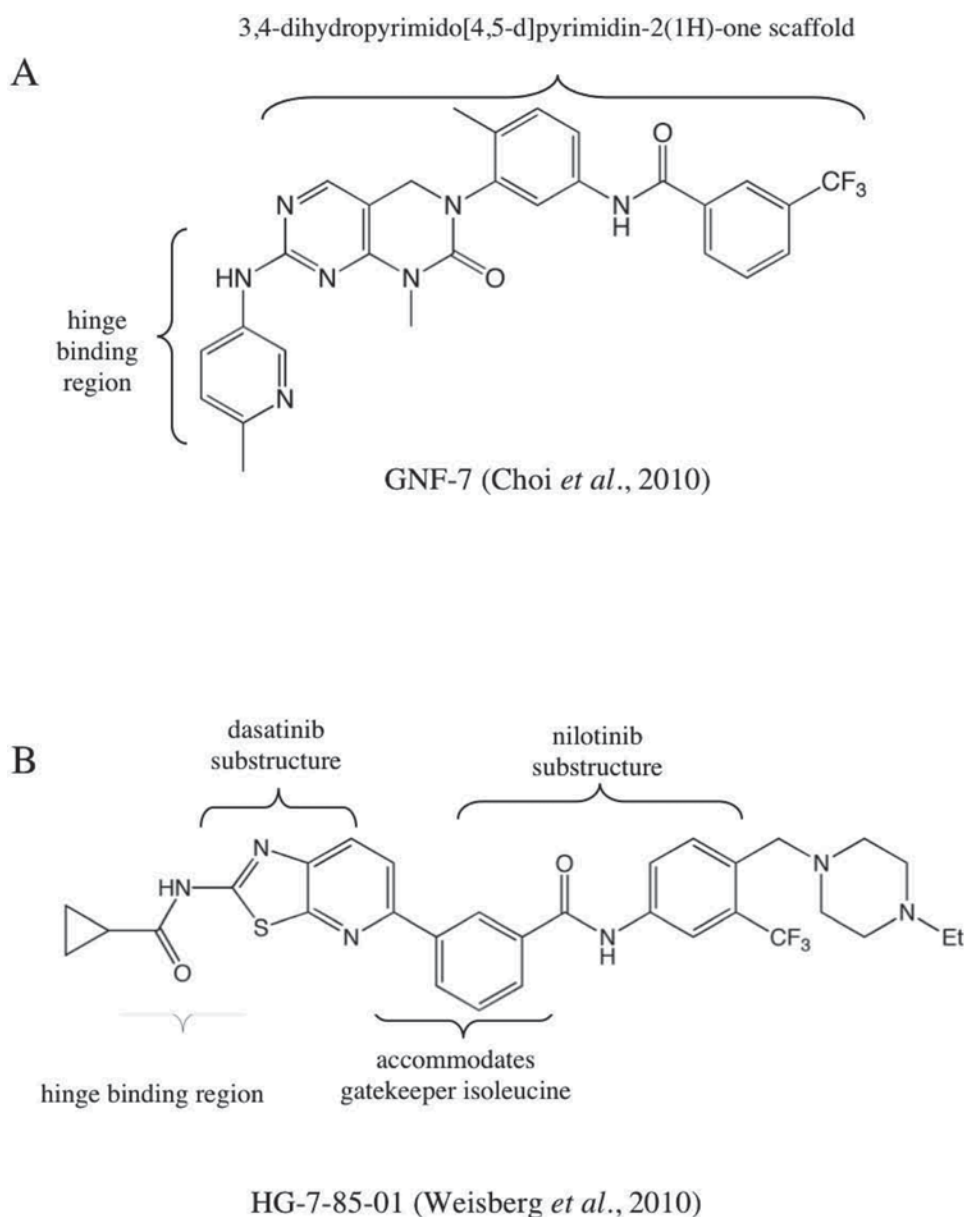 3,4-dihydropyrimido[4,5-d]pyrimidin-2(1H)-one scaffold
A
O
CF3
N
N
N
H
HN
N
N
O
hinge
binding
region
N
GNF-7 (Choi et al., 2010)
dasatinib
substructure
nilotinib
substructure
B
N
O
N
HN
S
N
N
H
N
Et
CF3
O
accommodates
gatekeeper isoleucine
hinge binding region
HG-7-85-01 (Weisberg et al., 2010)